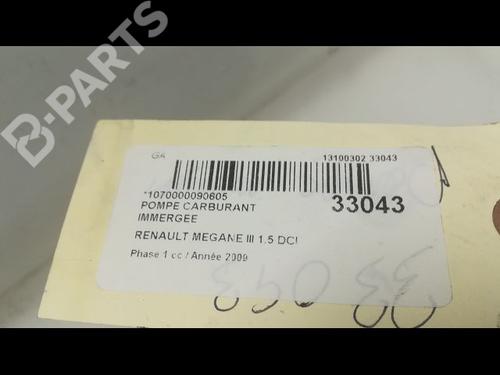 B-PARTS
GA
13100302 33043
*1070000090605
33043
POMPE CARBURANT
IMMERGEE
RENAULT MEGANE III 1.5 DCI
Phase 1 cc / Année 2009